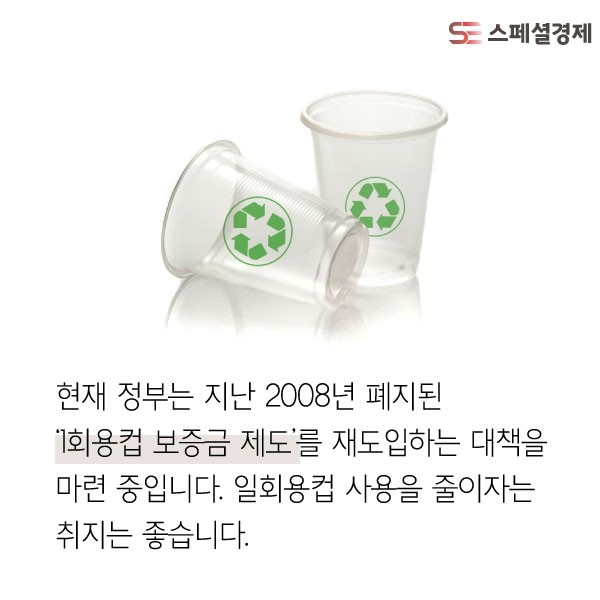 SE 스페셜경제
현재 정부는 지난 2008년 폐지된
‘1회용컵 보증금 제도’를 재도입하는 대책을
마련 중입니다. 일회용컵 사용을 줄이자는
취지는 좋습니다.